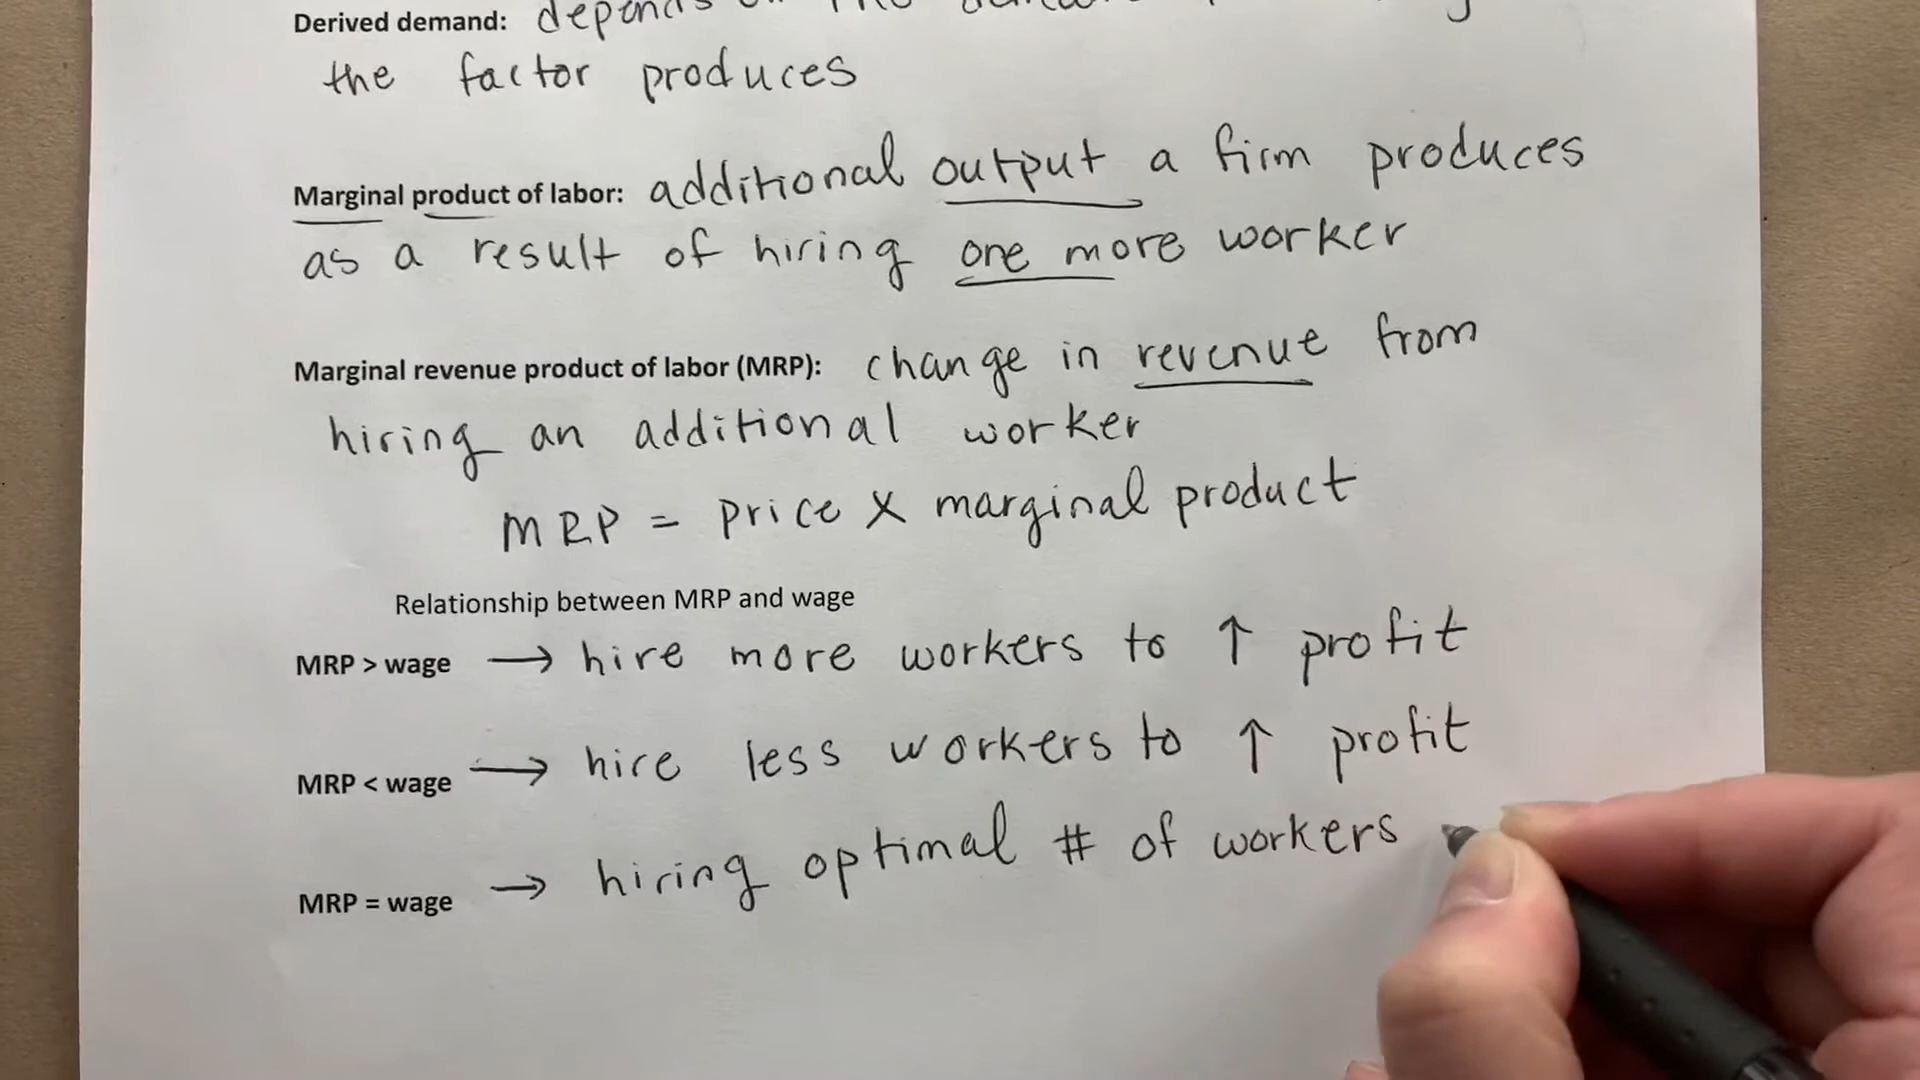 Derived demand: depends
the factor produces
Marginal product of labor: additional output a firm produces
as a result of hiring one more worker
Marginal revenue product of labor (MRP): change in revenue from
hiring an additional worker
MRP = price x marginal product
Relationship between MRP and wage
MRP > wage → hire more workers to ↑ profit
MRP < wage → hire less workers to ↑ profit
MRP = wage → hiring optimal # of workers